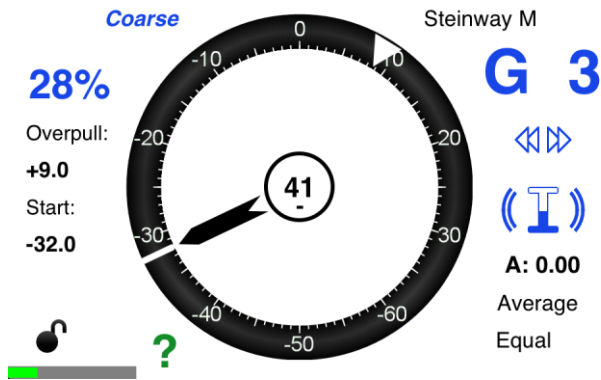 Coarse
Steinway M
28%
G 3
Overpull:
+9.0
Start:
-32.0
0
-10
10
-20
20
-30
30
-40
-60
-50
41
-
A: 0.00
Average
Equal
?